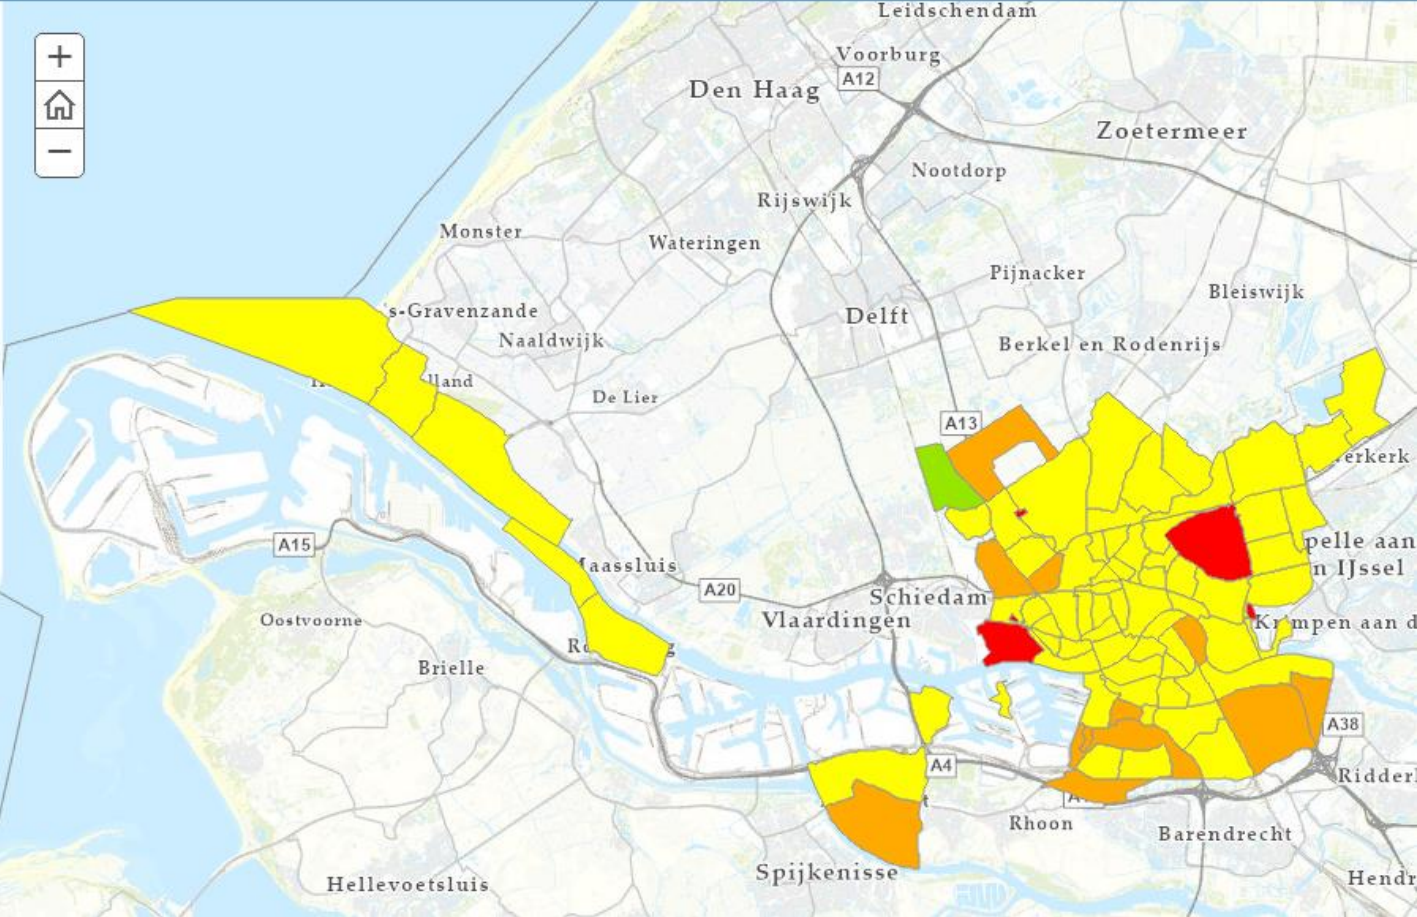 +
−
Leidschendam
Voorburg
A12
Den Haag
Zoetermeer
Nootdorp
Rijswijk
Monster
Wateringen
Pijnacker
Bleiswijk
's-Gravenzande
Delft
Naaldwijk
Berkel en Rodenrijs
lland
De Lier
A13
erkerk
A15
pelle aan
n IJssel
Maassluis
A20
Schiedam
Vlaardingen
Oostvoorne
Krimpen aan d
Brielle
A38
A4
Ridderl
Rhoon
Barendrecht
Spijkenisse
Hellevoetsluis
Hendr